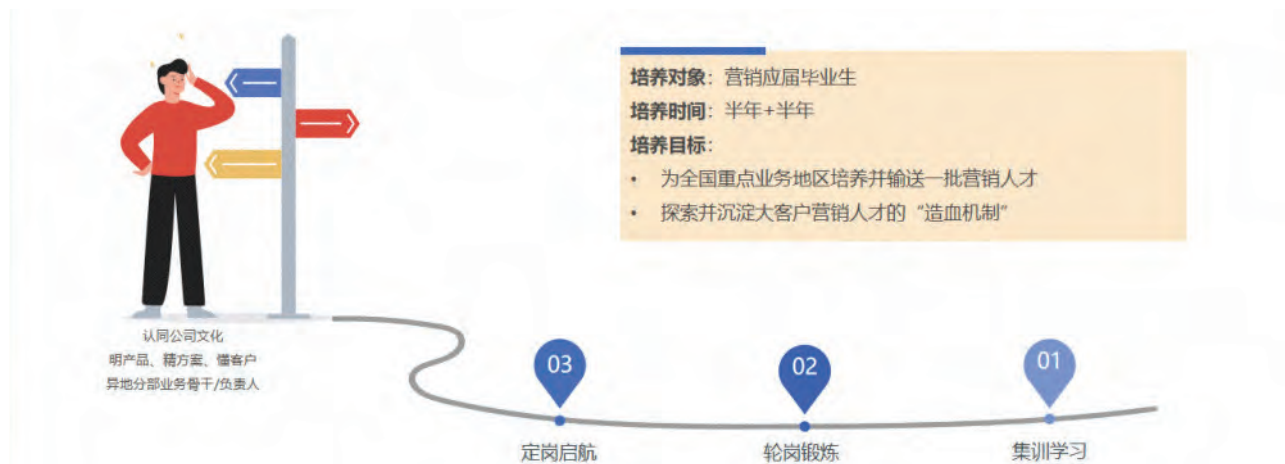 培养对象：营销应届毕业生
培养时间：半年+半年
培养目标：
• 为全国重点业务地区培养并输送一批营销人才
• 探索并沉淀大客户营销人才的“造血机制”
认同公司文化
明产品、精方案、懂客户
异地分部业务骨干/负责人
03
02
01
定岗启航
轮岗锻炼
集训学习